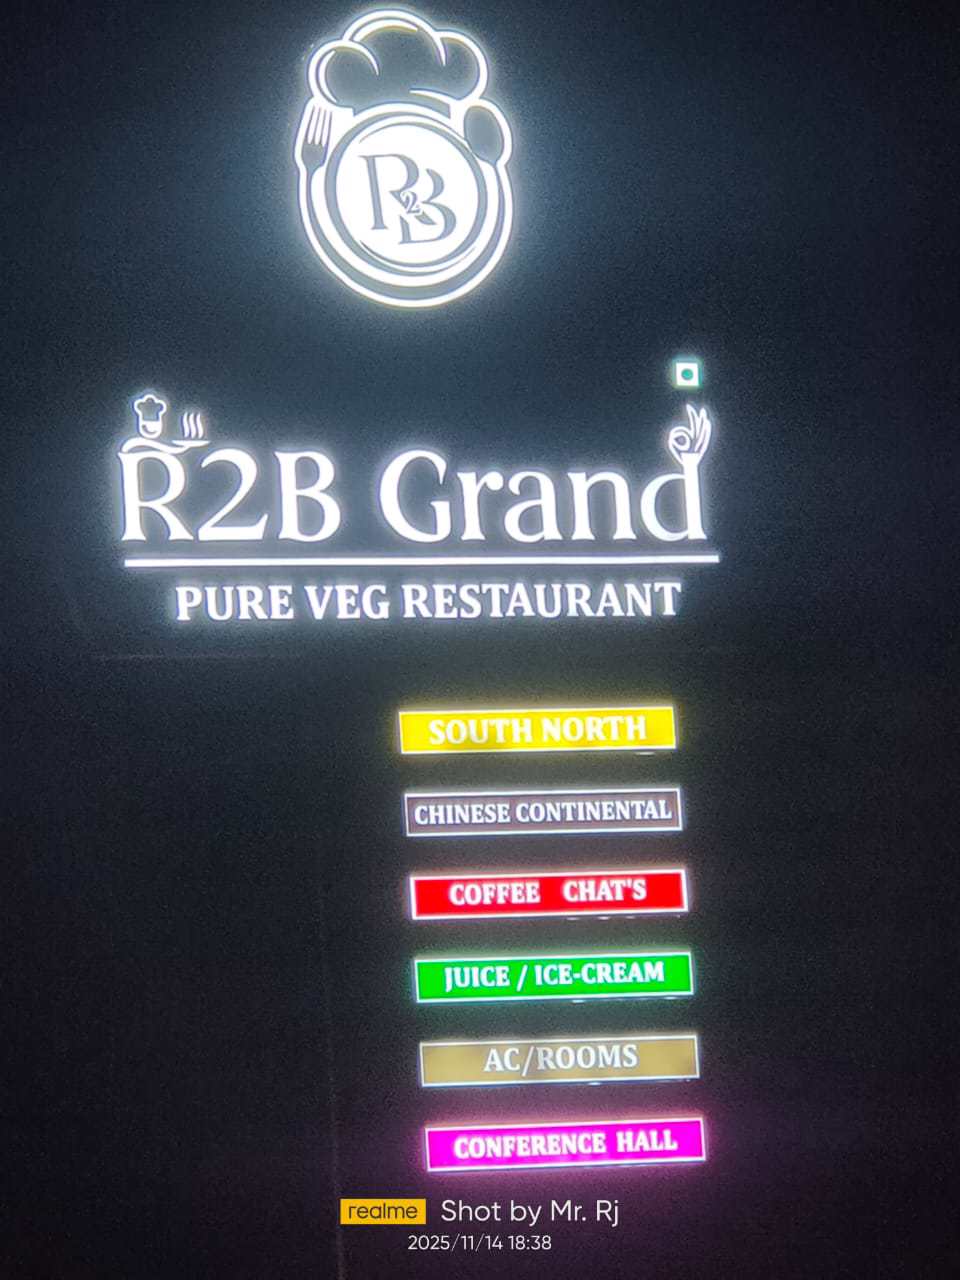 R2B
R2B Grand
PURE VEG RESTAURANT
SOUTH NORTH
CHINESE CONTINENTAL
COFFEE CHAT'S
JUICE / ICE-CREAM
AC/ROOMS
CONFERENCE HALL
realme Shot by Mr. Rj
2025/11/14 18:38